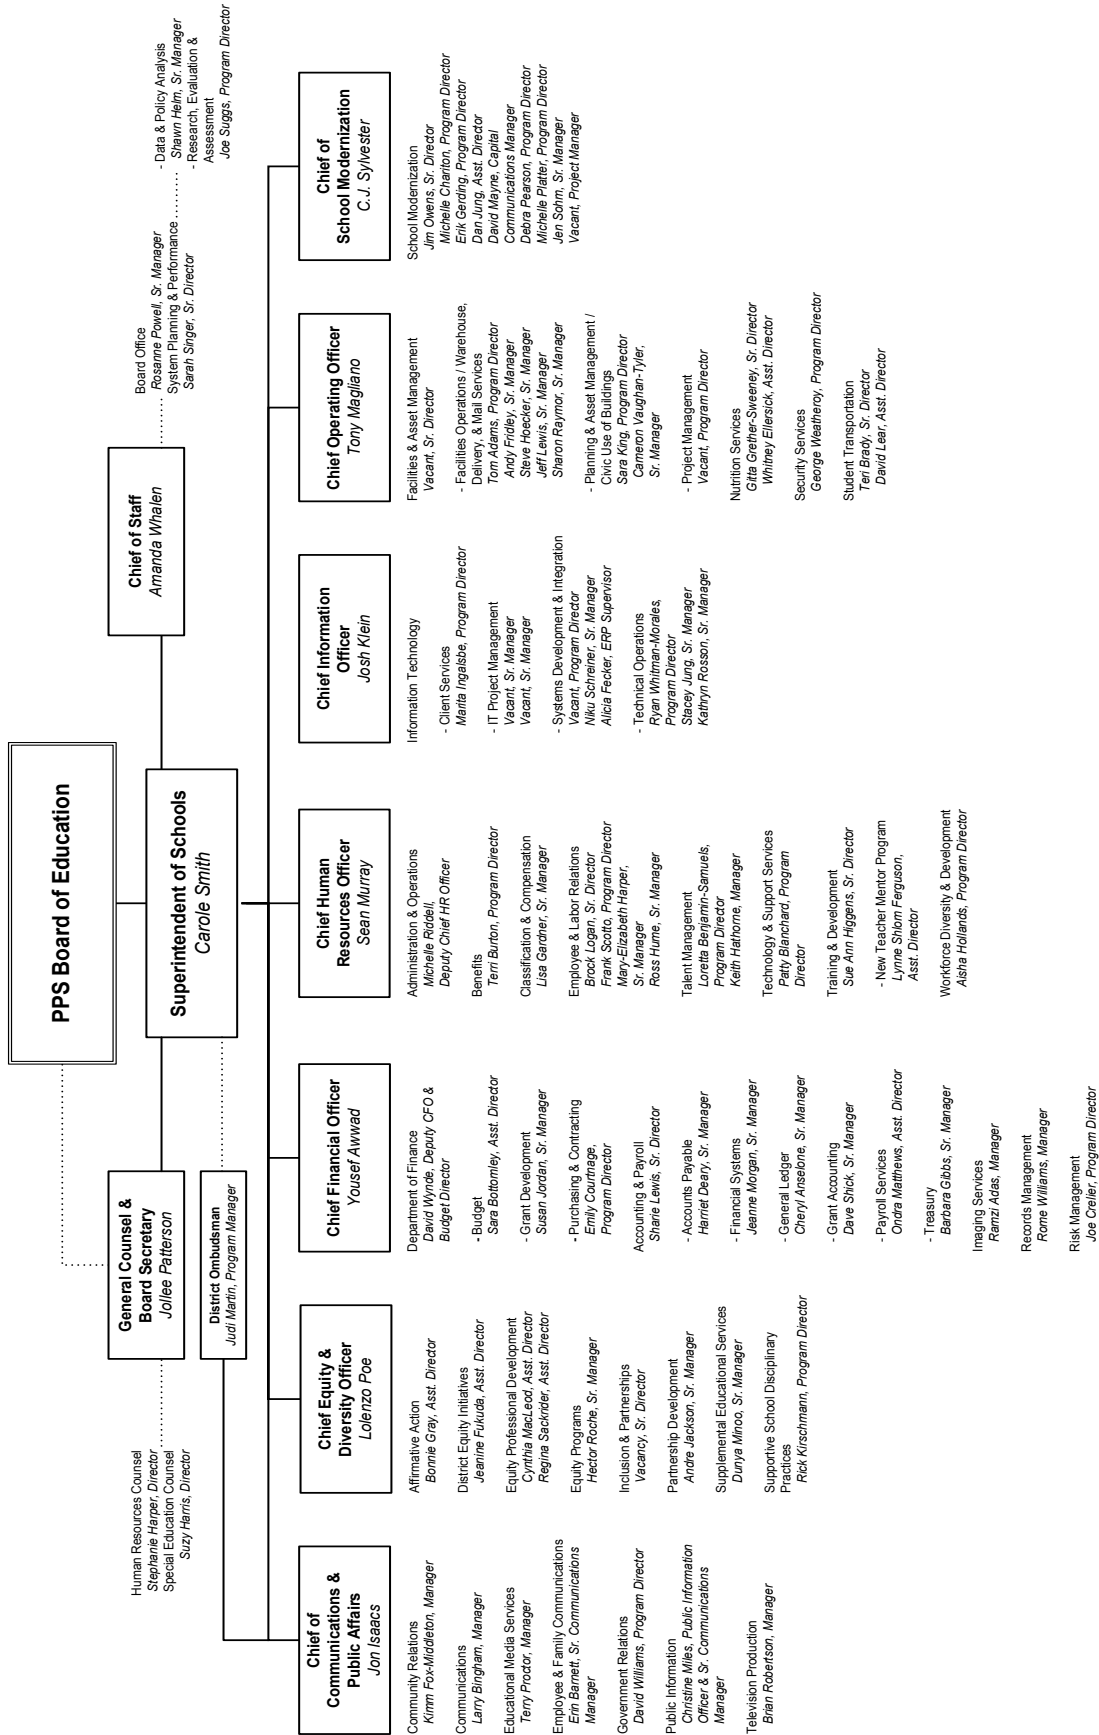 PPS Board of Education
Superintendent of Schools
Carole Smith
General Counsel &
Board Secretary
Jollee Patterson
Human Resources Counsel
Stephanie Harper, Director
Special Education Counsel
Suzy Harris, Director
District Ombudsman
Judi Martin, Program Manager
Chief of Staff
Amanda Whalen
Board Office
Rosanne Powell, Sr. Manager
System Planning & Performance
Sarah Singer, Sr. Director
- Data & Policy Analysis
Shawn Helm, Sr. Manager
- Research, Evaluation &
Assessment
Joe Suggs, Program Director
Chief of
Communications &
Public Affairs
Jon Isaacs
Community Relations
Kimm Fox-Middleton, Manager
Communications
Larry Bingham, Manager
Educational Media Services
Terry Proctor, Manager
Employee & Family Communications
Erin Barnett, Sr. Communications
Manager
Government Relations
David Williams, Program Director
Public Information
Christine Miles, Public Information
Officer & Sr. Communications
Manager
Television Production
Brian Robertson, Manager
Chief Equity &
Diversity Officer
Lolenzo Poe
Affirmative Action
Bonnie Gray, Asst. Director
District Equity Initiatives
Jeanine Fukuda, Asst. Director
Equity Professional Development
Cynthia MacLeod, Asst. Director
Regina Sackrider, Asst. Director
Equity Programs
Hector Roche, Sr. Manager
Inclusion & Partnerships
Vacancy, Sr. Director
Partnership Development
Andre Jackson, Sr. Manager
Supplemental Educational Services
Dunya Minoo, Sr. Manager
Supportive School Disciplinary
Practices
Rick Kirschmann, Program Director
Chief Financial Officer
Yousef Awwad
Department of Finance
David Wynde, Deputy CFO &
Budget Director
- Budget
Sara Bottomley, Asst. Director
- Grant Development
Susan Jordan, Sr. Manager
- Purchasing & Contracting
Emily Courtnage,
Program Director
Accounting & Payroll
Sharie Lewis, Sr. Director
- Accounts Payable
Harriet Deary, Sr. Manager
- Financial Systems
Jeanne Morgan, Sr. Manager
- General Ledger
Cheryl Anselone, Sr. Manager
- Grant Accounting
Dave Shick, Sr. Manager
- Payroll Services
Ondra Matthews, Asst. Director
- Treasury
Barbara Gibbs, Sr. Manager
Imaging Services
Ramzi Adas, Manager
Records Management
Rome Williams, Manager
Risk Management
Joe Crelier, Program Director
Chief Human
Resources Officer
Sean Murray
Administration & Operations
Michelle Riddell,
Deputy Chief HR Officer
Benefits
Terri Burton, Program Director
Classification & Compensation
Lisa Gardner, Sr. Manager
Employee & Labor Relations
Brock Logan, Sr. Director
Frank Scotto, Program Director
Mary-Elizabeth Harper,
Sr. Manager
Ross Hume, Sr. Manager
Talent Management
Loretta Benjamin-Samuels,
Program Director
Keith Hathorne, Manager
Technology & Support Services
Patty Blanchard, Program
Director
Training & Development
Sue Ann Higgens, Sr. Director
- New Teacher Mentor Program
Lynne Shlom Ferguson,
Asst. Director
Workforce Diversity & Development
Aisha Hollands, Program Director
Chief Information
Officer
Josh Klein
Information Technology
- Client Services
Marita Ingalsbe, Program Director
- IT Project Management
Vacant, Sr. Manager
Vacant, Sr. Manager
- Systems Development & Integration
Vacant, Program Director
Niku Schreiner, Sr. Manager
Alicia Fecker, ERP Supervisor
- Technical Operations
Ryan Whitman-Morales,
Program Director
Stacey Jung, Sr. Manager
Kathryn Rosson, Sr. Manager
Chief Operating Officer
Tony Magliano
Facilities & Asset Management
Vacant, Sr. Director
- Facilities Operations / Warehouse,
Delivery, & Mail Services
Tom Adams, Program Director
Andy Fridley, Sr. Manager
Steve Hoecker, Sr. Manager
Jeff Lewis, Sr. Manager
Sharon Raymor, Sr. Manager
- Planning & Asset Management /
Civic Use of Buildings
Sara King, Program Director
Cameron Vaughan-Tyler,
Sr. Manager
- Project Management
Vacant, Program Director
Nutrition Services
Gitta Grether-Sweeney, Sr. Director
Whitney Ellersick, Asst. Director
Security Services
George Weatheroy, Program Director
Student Transportation
Teri Brady, Sr. Director
David Lear, Asst. Director
Chief of
School Modernization
C.J. Sylvester
School Modernization
Jim Owens, Sr. Director
Michelle Chariton, Program Director
Erik Gerding, Program Director
Dan Jung, Asst. Director
David Mayne, Capital
Communications Manager
Debra Pearson, Program Director
Michelle Platter, Program Director
Jen Sohm, Sr. Manager
Vacant, Project Manager